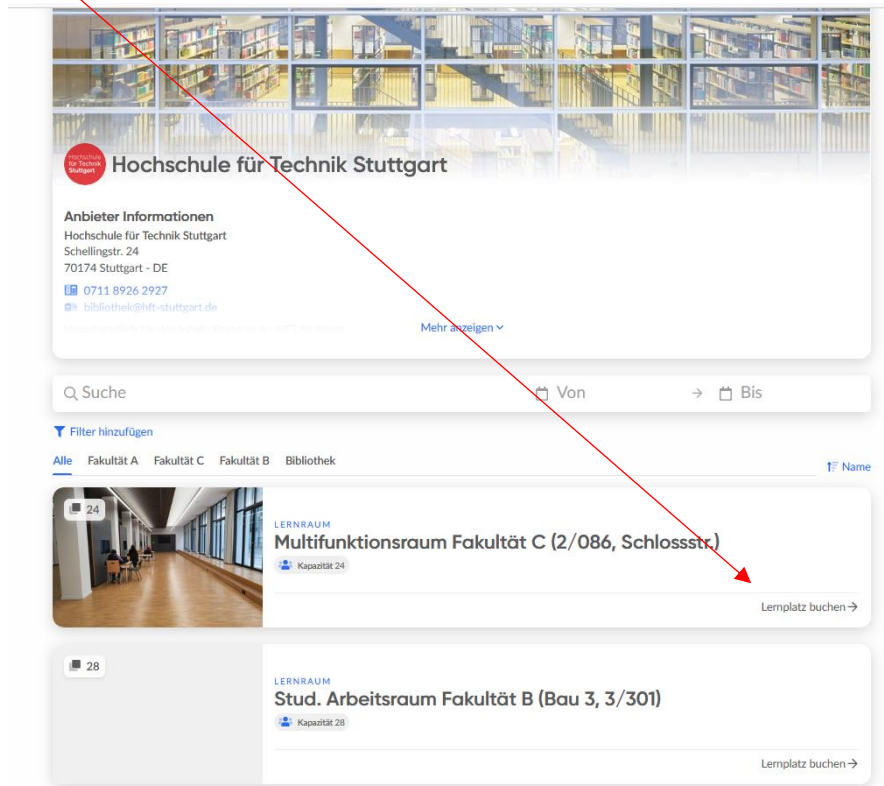 Hochschule
für Technik
Stuttgart
Hochschule für Technik Stuttgart
Anbieter Informationen
Hochschule für Technik Stuttgart
Schellingstr. 24
70174 Stuttgart - DE
0711 8926 2927
bibliothek@hft-stuttgart.de
Mehr anzeigen
Suche
Von
Bis
Filter hinzufügen
Alle Fakultät A Fakultät C Fakultät B Bibliothek
Name
24
LERNRAUM
Multifunktionsraum Fakultät C (2/086, Schlossstr.)
Kapazität 24
Lernplatz buchen
28
LERNRAUM
Stud. Arbeitsraum Fakultät B (Bau 3, 3/301)
Kapazität 28
Lernplatz buchen